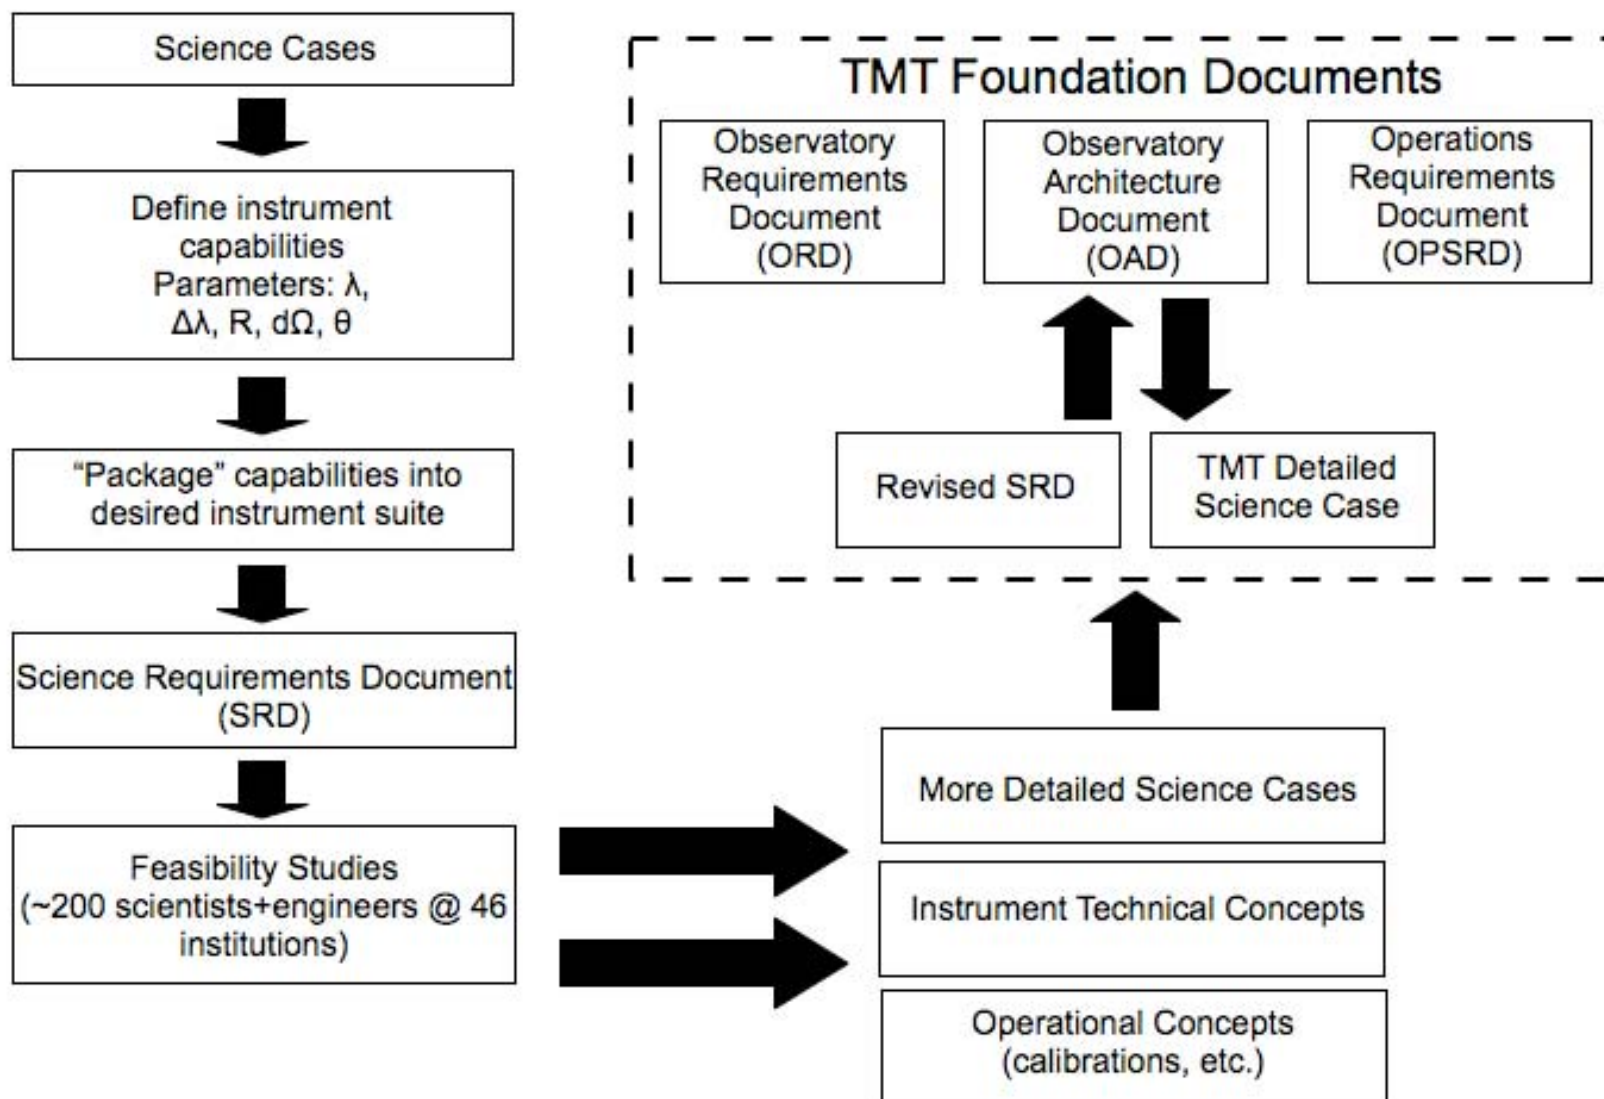 Science Cases
Define instrument
capabilities
Parameters: λ,
Δλ, R, dΩ, θ
“Package” capabilities into
desired instrument suite
Science Requirements Document
(SRD)
Feasibility Studies
(~200 scientists+engineers @ 46
institutions)
TMT Foundation Documents
Observatory
Requirements
Document
(ORD)
Observatory
Architecture
Document
(OAD)
Operations
Requirements
Document
(OPSRD)
Revised SRD
TMT Detailed
Science Case
More Detailed Science Cases
Instrument Technical Concepts
Operational Concepts
(calibrations, etc.)